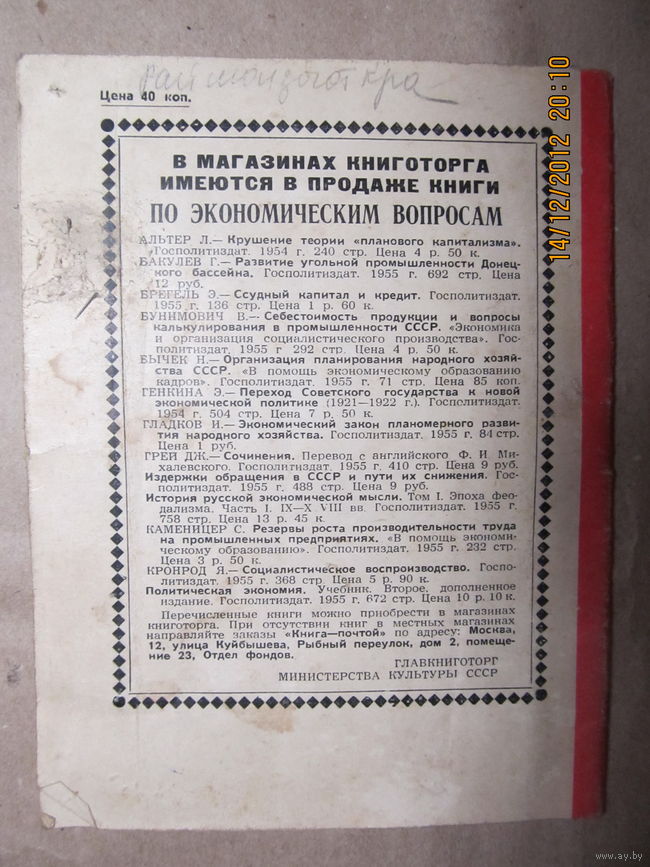 Цена 40 коп.
В МАГАЗИНАХ КНИГОТОРГА
ИМЕЮТСЯ В ПРОДАЖЕ КНИГИ
ПО ЭКОНОМИЧЕСКИМ ВОПРОСАМ
АЛЬТЕР Л.— Крушение теории «планового капитализма».
Госполитиздат. 1954 г. 240 стр. Цена 4 р. 50 к.
БАКУЛЕВ Г.— Развитие угольной промышленности Донец-
кого бассейна. Госполитиздат. 1955 г. 692 стр. Цена
12 руб.
БРЕГЕЛЬ Э.— Ссудный капитал и кредит. Госполитиздат.
1955 г. 136 стр. Цена 1 р. 60 к.
БУНИМОВИЧ В.— Себестоимость продукции и вопросы
калькулирования в промышленности СССР. «Экономика
и организация социалистического производства». Гос-
политиздат. 1955 г 292 стр. Цена 4 р. 50 к.
БЫЧЕК Н.— Организация планирования народного хозяй-
ства СССР. «В помощь экономическому образованию
кадров». Госполитиздат. 1955 г. 71 стр. Цена 85 коп.
ГЕНКИНА Э.— Переход Советского государства к новой
экономической политике (1921—1922 г.). Госполитиздат.
1954 г. 504 стр. Цена 7 р. 50 к.
ГЛАДКОВ И.— Экономический закон планомерного разви-
тия народного хозяйства. Госполитиздат. 1955 г. 84 стр.
Цена 1 руб.
ГРЕЙ ДЖ.— Сочинения. Перевод с английского Ф. И Ми-
халевского. Госполитиздат. 1955 г. 410 стр. Цена 9 руб.
Издержки обращения в СССР и пути их снижения. Гос-
политиздат. 1955 г. 488 стр. Цена 9 руб.
История русской экономической мысли. Том I. Эпоха фео-
дализма. Часть I. IX—X VIII вв. Госполитиздат. 1955 г.
758 стр. Цена 13 р. 45 к.
КАМЕНИЦЕР С. Резервы роста производительности труда
на промышленных предприятиях. «В помощь экономи-
ческому образованию». Госполитиздат. 1955 г. 232 стр.
Цена 3 р. 50 к.
КРОНРОД Я.— Социалистическое воспроизводство. Госпо-
литиздат. 1955 г. 368 стр. Цена 5 р. 90 к.
Политическая экономия. Учебник. Второе, дополненное
издание. Госполитиздат. 1955 г. 672 стр. Цена 10 р. 10 к.
Перечисленные книги можно приобрести в магазинах
книготорга. При отсутствии книг в местных магазинах
направляйте заказы «Книга—почтой» по адресу: Москва,
12, улица Куйбышева, Рыбный переулок, дом 2, помеще-
ние 23, Отдел фондов.
ГЛАВКНИГОТОРГ
МИНИСТЕРСТВА КУЛЬТУРЫ СССР
14/12/2012 20:10
www.ay.by